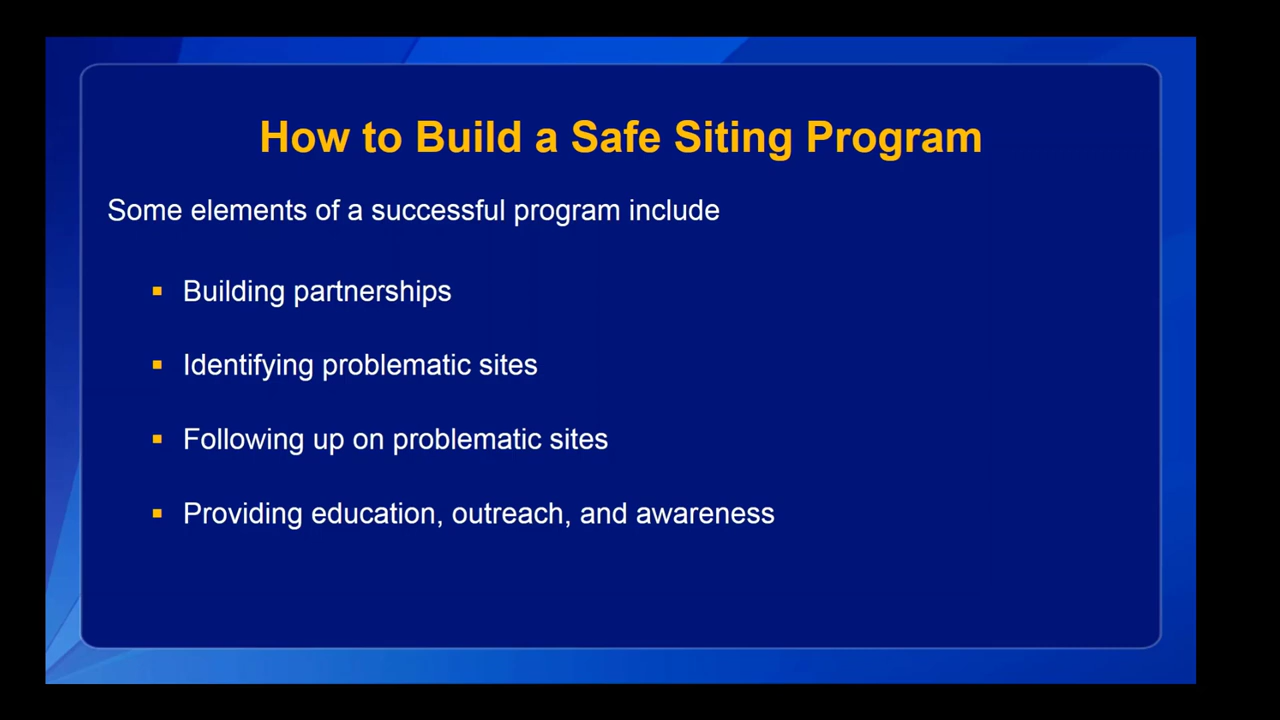 How to Build a Safe Siting Program
Some elements of a successful program include
Building partnerships
Identifying problematic sites
Following up on problematic sites
Providing education, outreach, and awareness